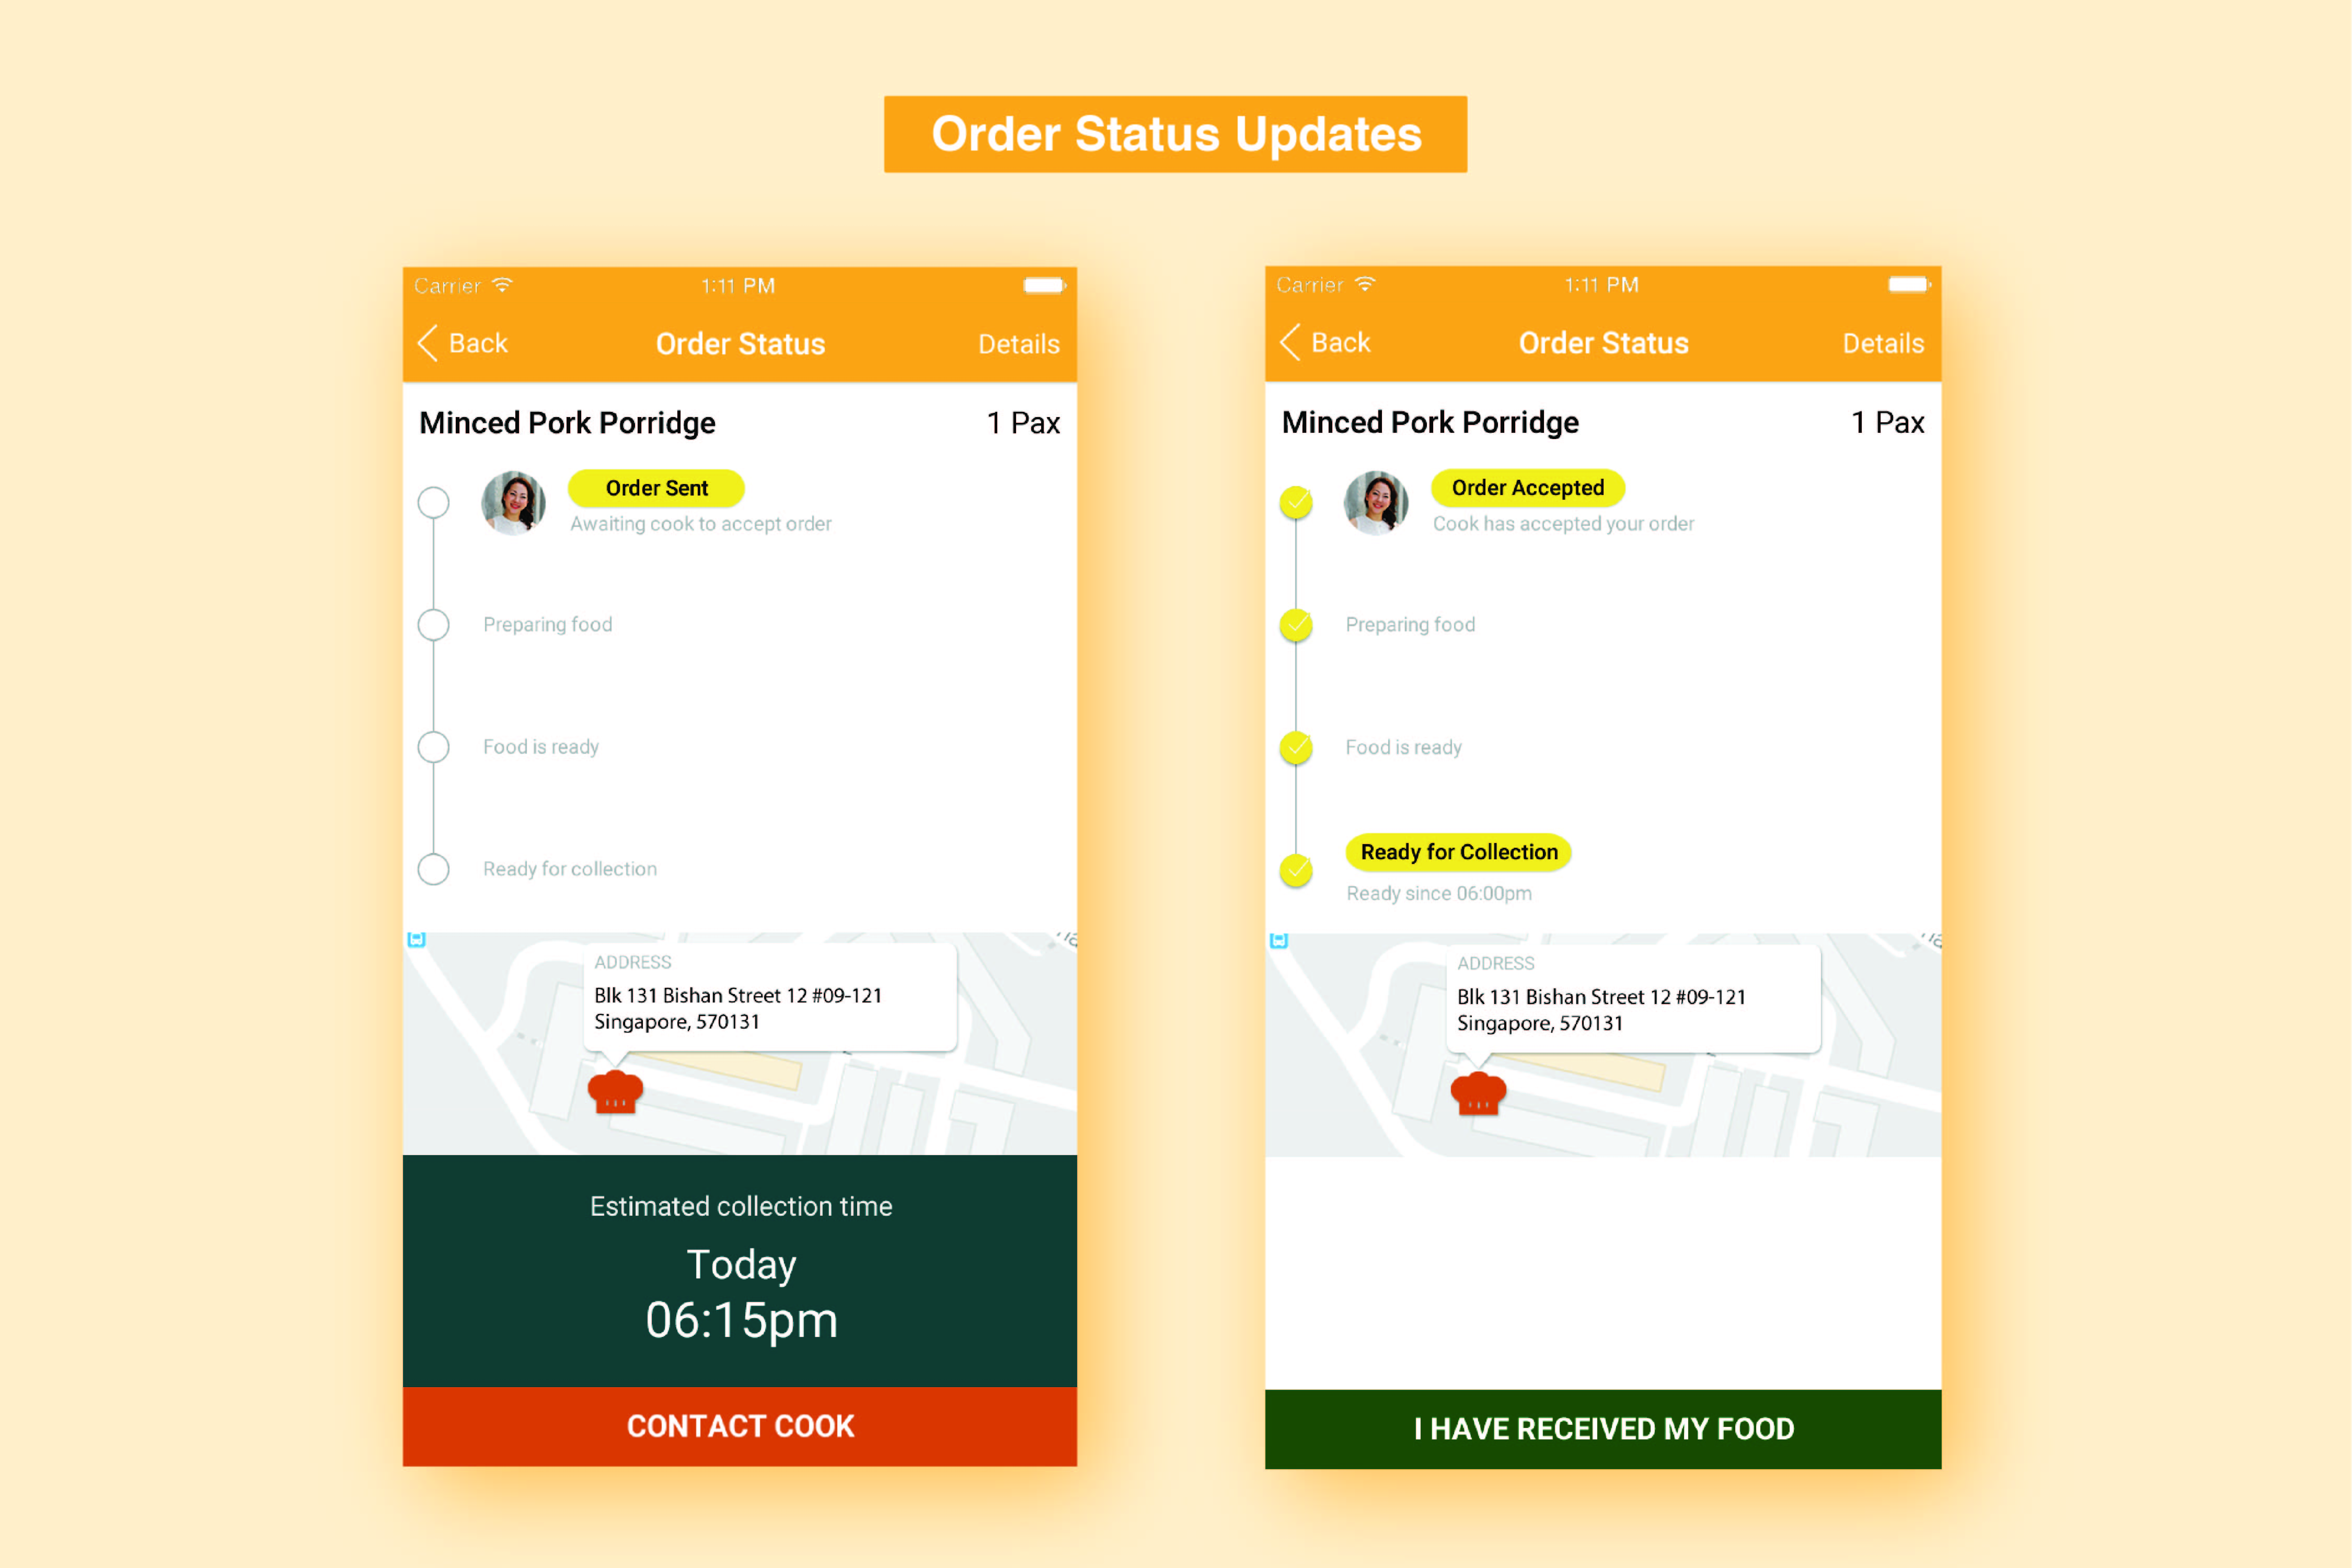 Order Status Updates
Carrier 1:11 PM
Back Order Status Details
Minced Pork Porridge 1 Pax
Order Sent
Awaiting cook to accept order
Preparing food
Food is ready
Ready for collection
ADDRESS
Blk 131 Bishan Street 12 #09-121
Singapore, 570131
Estimated collection time
Today
06:15pm
CONTACT COOK
Carrier 1:11 PM
Back Order Status Details
Minced Pork Porridge 1 Pax
Order Accepted
Cook has accepted your order
Preparing food
Food is ready
Ready for Collection
Ready since 06:00pm
ADDRESS
Blk 131 Bishan Street 12 #09-121
Singapore, 570131
I HAVE RECEIVED MY FOOD